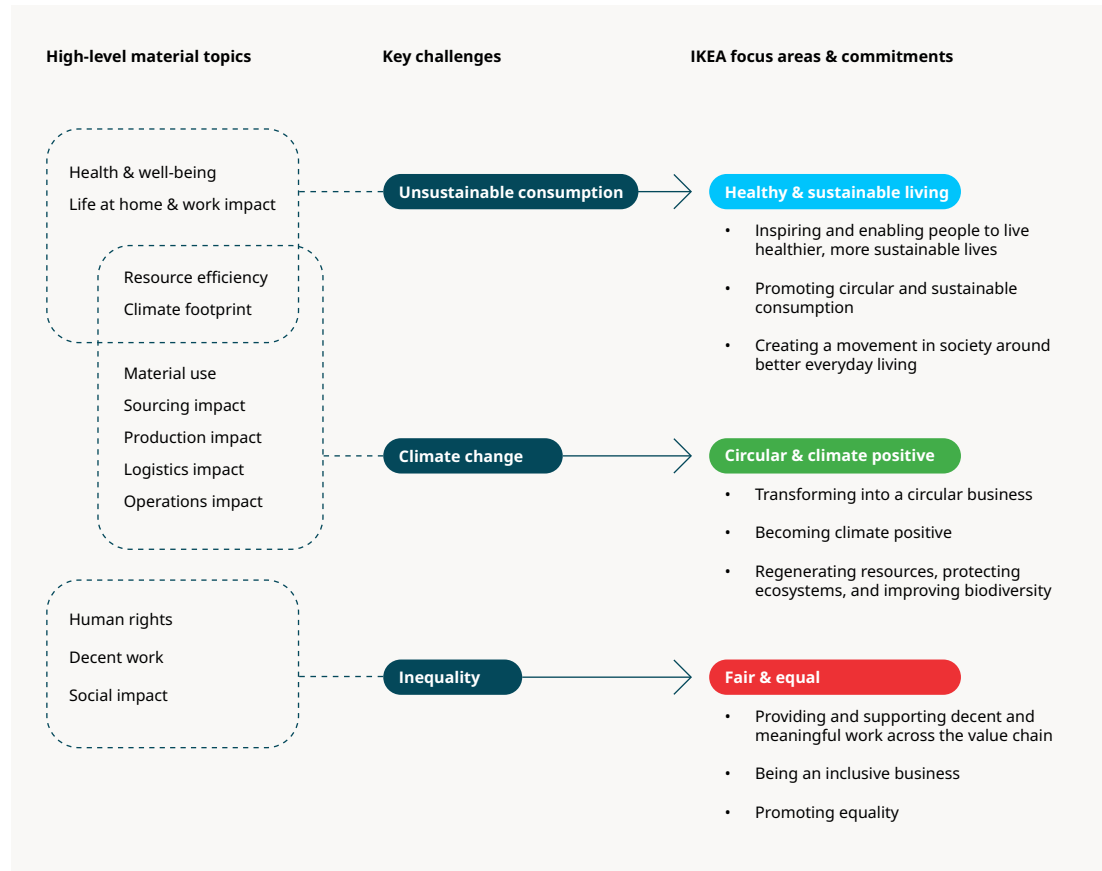 High-level material topics
Key challenges
IKEA focus areas & commitments
Health & well-being
Life at home & work impact
Resource efficiency
Climate footprint
Material use
Sourcing impact
Production impact
Logistics impact
Operations impact
Human rights
Decent work
Social impact
Unsustainable consumption
Climate change
Inequality
Healthy & sustainable living
• Inspiring and enabling people to live
healthier, more sustainable lives
• Promoting circular and sustainable
consumption
• Creating a movement in society around
better everyday living
Circular & climate positive
• Transforming into a circular business
• Becoming climate positive
• Regenerating resources, protecting
ecosystems, and improving biodiversity
Fair & equal
• Providing and supporting decent and
meaningful work across the value chain
• Being an inclusive business
• Promoting equality